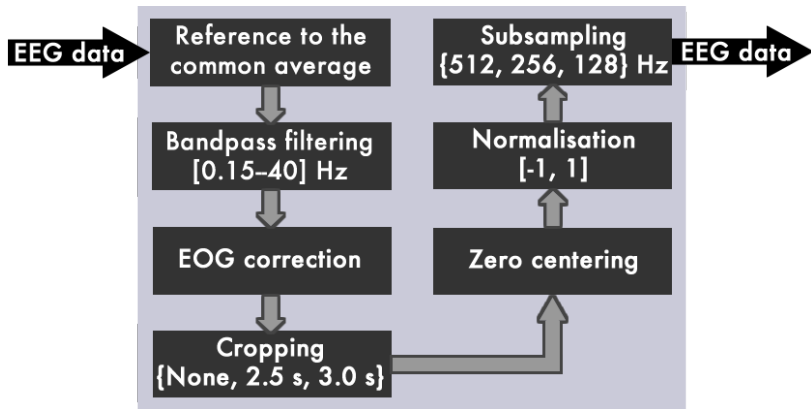 EEG data
Reference to the
common average
Bandpass filtering
[0.15–40] Hz
EOG correction
Cropping
{None, 2.5 s, 3.0 s}
Zero centering
Normalisation
[-1, 1]
Subsampling
{512, 256, 128} Hz
EEG data